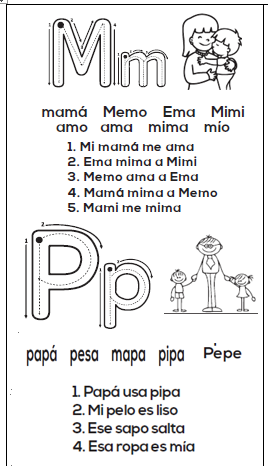 Mm
mamá Memo Ema Mimi
amo ama mima mío
1. Mi mamá me ama
2. Ema mima a Mimi
3. Memo ama a Ema
4. Mamá mima a Memo
5. Mami me mima
Pp
papá pesa mapa pipa Pepe
1. Papá usa pipa
2. Mi pelo es liso
3. Ese sapo salta
4. Esa ropa es mía